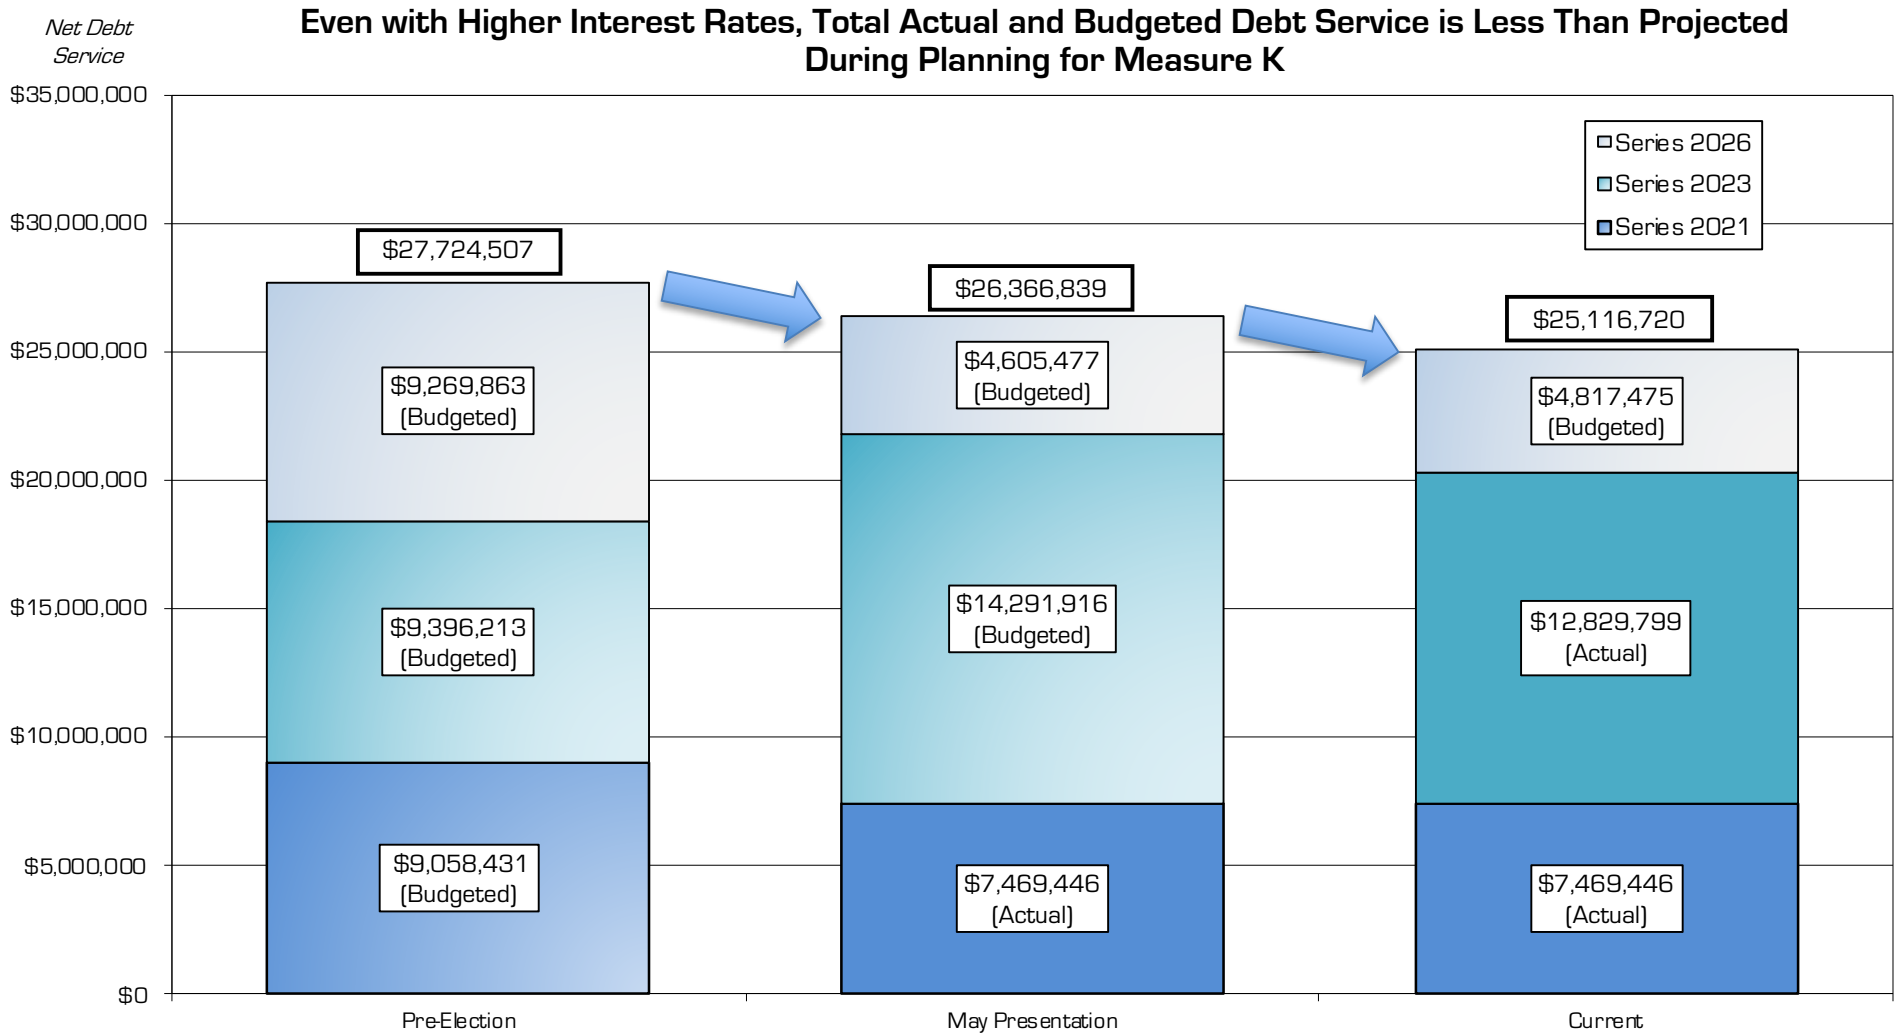 Even with Higher Interest Rates, Total Actual and Budgeted Debt Service is Less Than Projected
During Planning for Measure K
Net Debt
Service
$35,000,000
$30,000,000
$25,000,000
$20,000,000
$15,000,000
$10,000,000
$5,000,000
$0
Series 2026
Series 2023
Series 2021
$27,724,507
$9,269,863
(Budgeted)
$9,396,213
(Budgeted)
$9,058,431
(Budgeted)
$26,366,839
$4,605,477
(Budgeted)
$14,291,916
(Budgeted)
$7,469,446
(Actual)
$25,116,720
$4,817,475
(Budgeted)
$12,829,799
(Actual)
$7,469,446
(Actual)
Pre-Election
May Presentation
Current